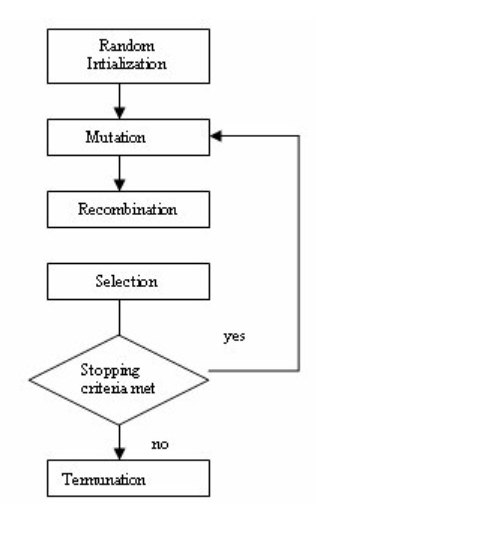 Random
Intialization
Mutation
Recombination
Selection
yes
Stopping
criteria met
no
Termunation